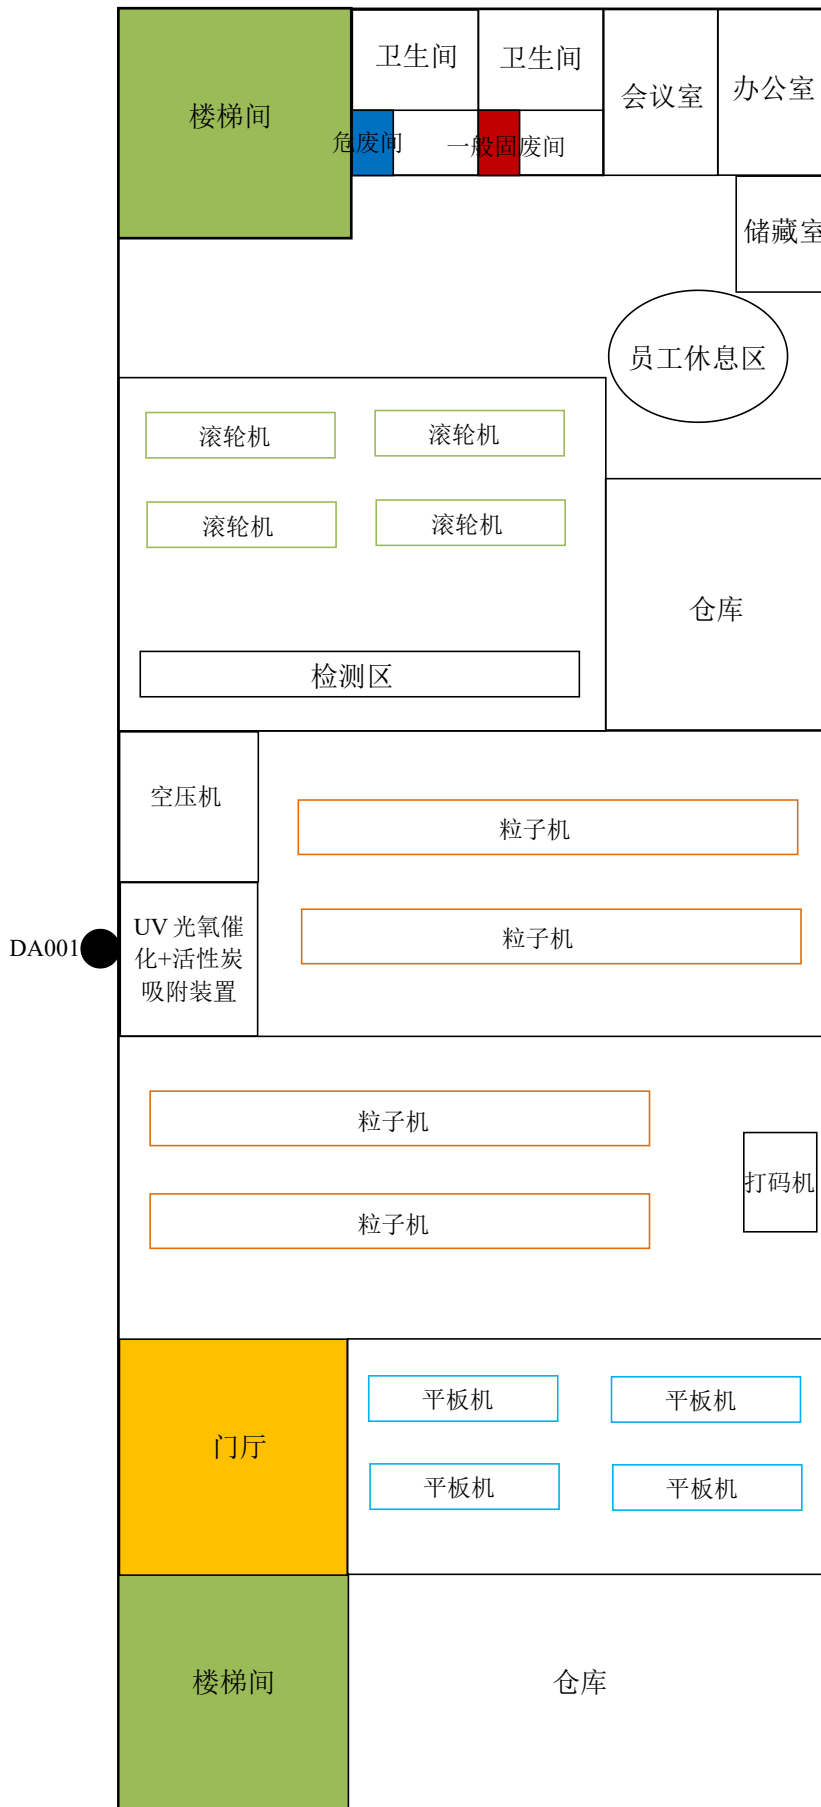 楼梯间
卫生间
卫生间
会议室
办公室
危废间
一般固废间
储藏室
员工休息区
滚轮机
滚轮机
滚轮机
滚轮机
仓库
检测区
空压机
粒子机
DA001
UV 光氧催
化+活性炭
吸附装置
粒子机
粒子机
打码机
粒子机
门厅
平板机
平板机
平板机
平板机
楼梯间
仓库